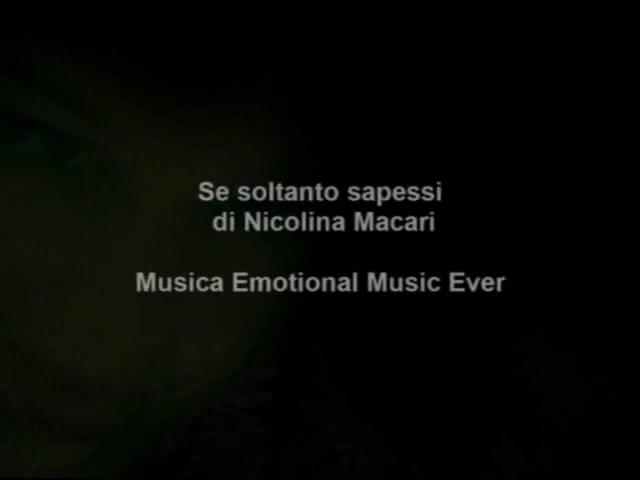 Se soltanto sapessi
di Nicolina Macari
Musica Emotional Music Ever